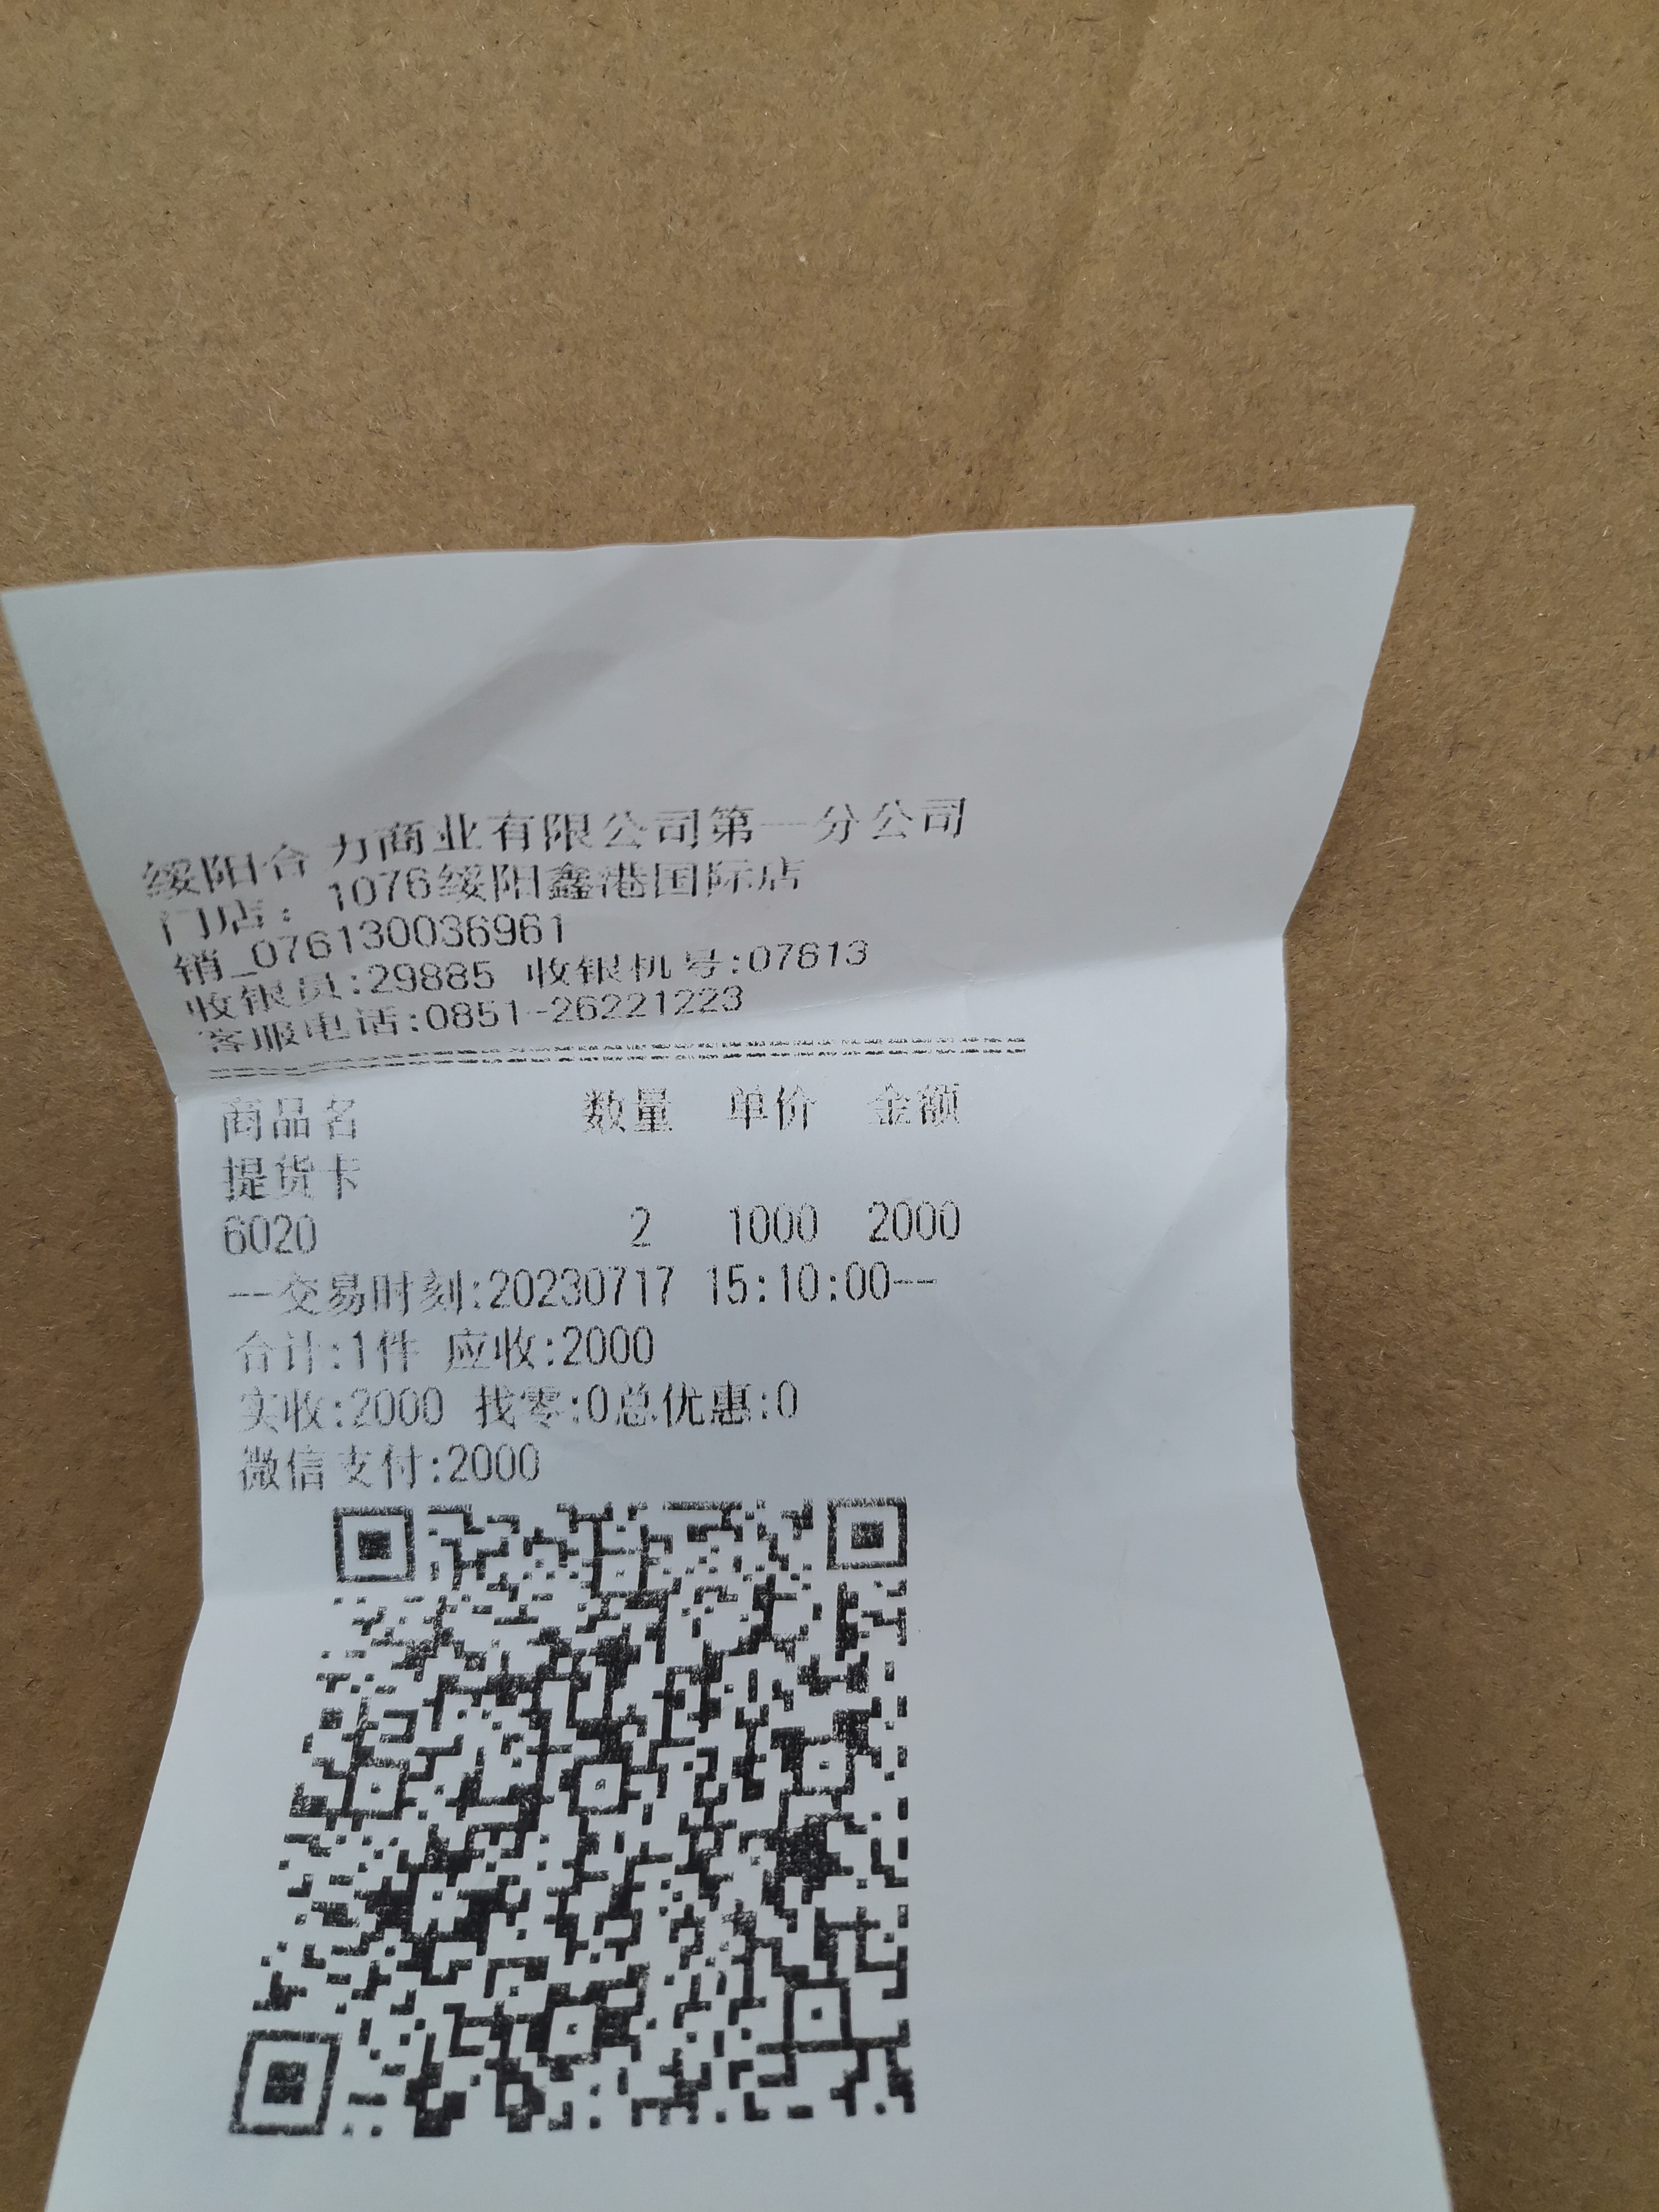 绥阳合力商业有限公司第一分公司
门店: 1076绥阳鑫港国际店
销_076130036961
收银员:29885 收银机号:07613
客服电话:0851-26221223
================================
商品名 数量 单价 金额
提货卡
6020 2 1000 2000
--交易时刻:20230717 15:10:00--
合计:1件 应收:2000
实收:2000 找零:0总优惠:0
微信支付:2000